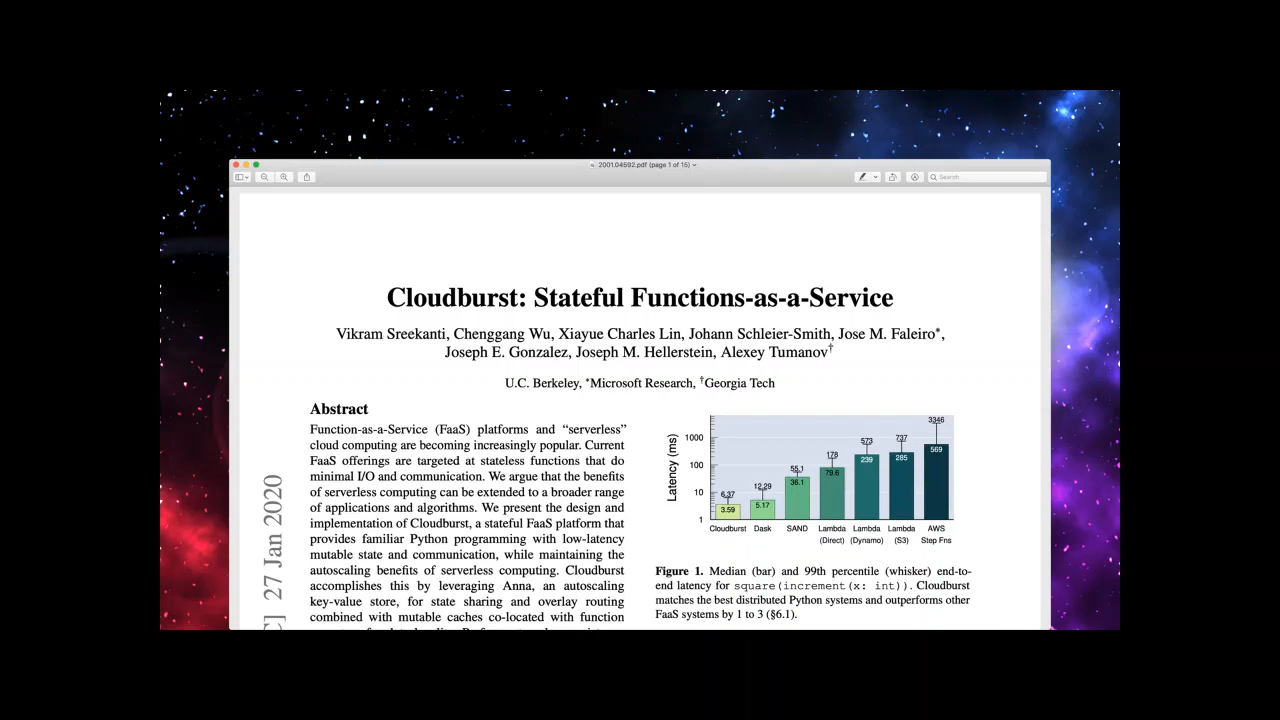 2001.04592.pdf (page 1 of 15)
Search
Cloudburst: Stateful Functions-as-a-Service
Vikram Sreekanti, Chenggang Wu, Xiayue Charles Lin, Johann Schleier-Smith, Jose M. Faleiro*,
Joseph E. Gonzalez, Joseph M. Hellerstein, Alexey Tumanov†
U.C. Berkeley, *Microsoft Research, †Georgia Tech
Abstract
Function-as-a-Service (FaaS) platforms and “serverless”
cloud computing are becoming increasingly popular. Current
FaaS offerings are targeted at stateless functions that do
minimal I/O and communication. We argue that the benefits
of serverless computing can be extended to a broader range
of applications and algorithms. We present the design and
implementation of Cloudburst, a stateful FaaS platform that
provides familiar Python programming with low-latency
mutable state and communication, while maintaining the
autoscaling benefits of serverless computing. Cloudburst
accomplishes this by leveraging Anna, an autoscaling
key-value store, for state sharing and overlay routing
combined with mutable caches co-located with function
27 Jan 2020
Latency (ms)
1000
100
10
1
6.37
3.59
12.29
5.17
55.1
36.1
178
79.6
573
239
737
285
3346
569
Cloudburst
Dask
SAND
Lambda
(Direct)
Lambda
(Dynamo)
Lambda
(S3)
AWS
Step Fns
Figure 1. Median (bar) and 99th percentile (whisker) end-to-
end latency for square(increment(x: int)). Cloudburst
matches the best distributed Python systems and outperforms other
FaaS systems by 1 to 3 (§6.1).